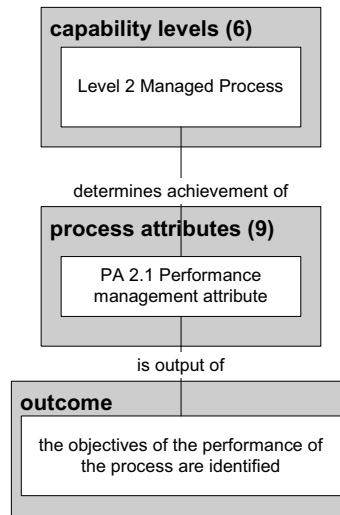 capability levels (6)
Level 2 Managed Process
determines achievement of
process attributes (9)
PA 2.1 Performance
management attribute
is output of
outcome
the objectives of the performance of
the process are identified